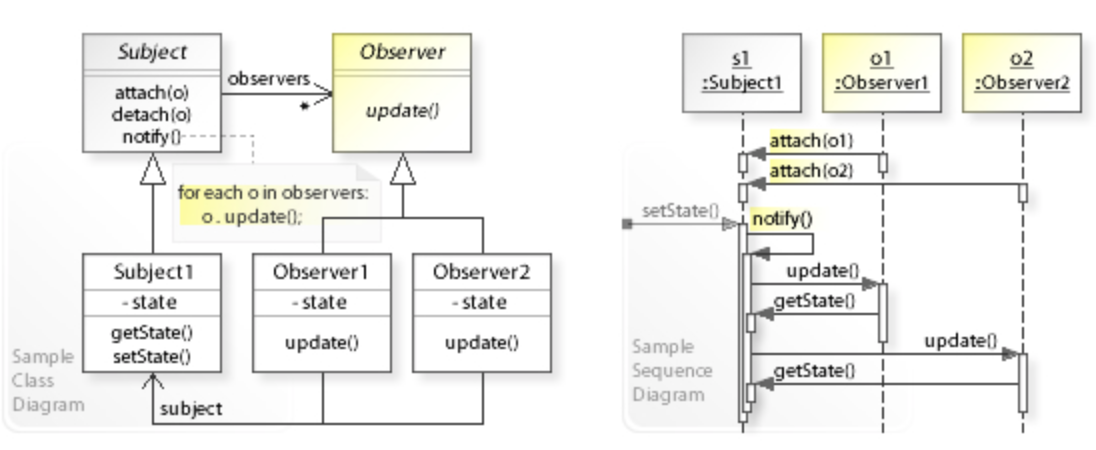 Subject
attach(o)
detach(o)
notify()
observers
*
Observer
update()
for each o in observers:
o . update();
Subject1
- state
getState()
setState()
Observer1
- state
update()
Observer2
- state
update()
subject
Sample
Class
Diagram
s1
:Subject1
o1
:Observer1
o2
:Observer2
attach(o1)
attach(o2)
setState()
notify()
update()
getState()
update()
getState()
Sample
Sequence
Diagram